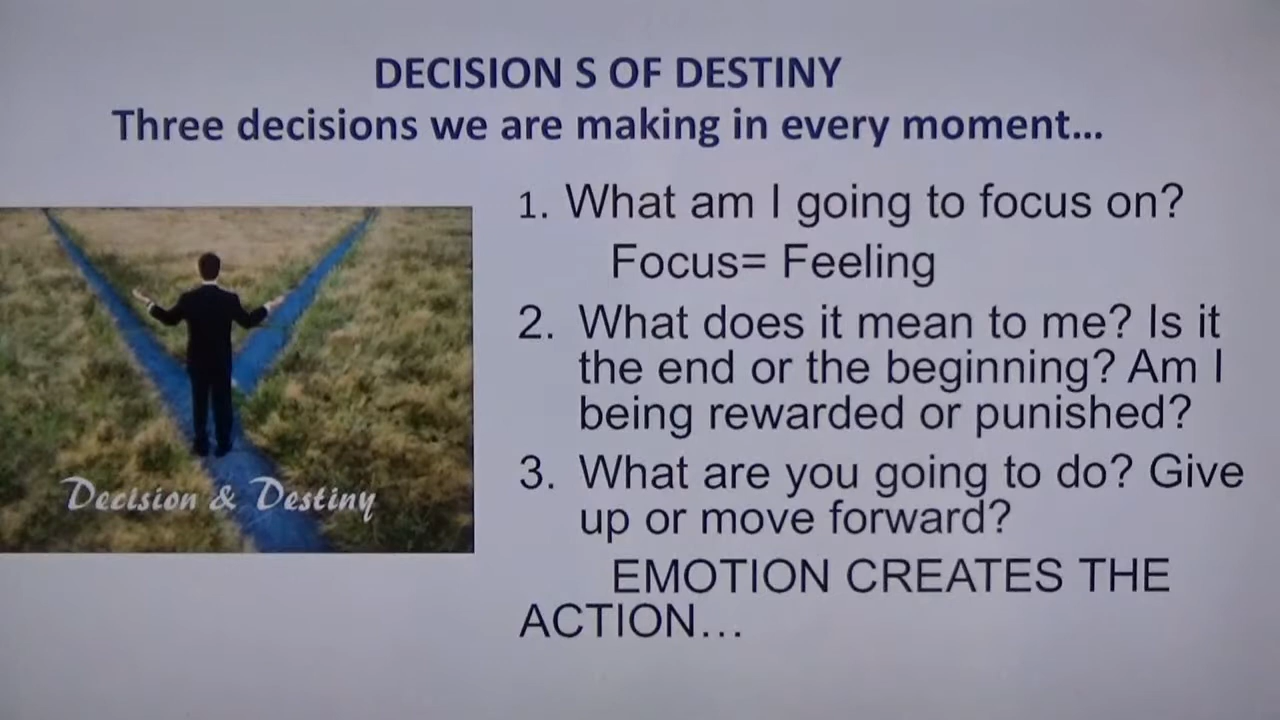 DECISION S OF DESTINY
Three decisions we are making in every moment...
1. What am I going to focus on?
Focus= Feeling
2. What does it mean to me? Is it
the end or the beginning? Am I
being rewarded or punished?
3. What are you going to do? Give
up or move forward?
EMOTION CREATES THE
ACTION...
Decision & Destiny